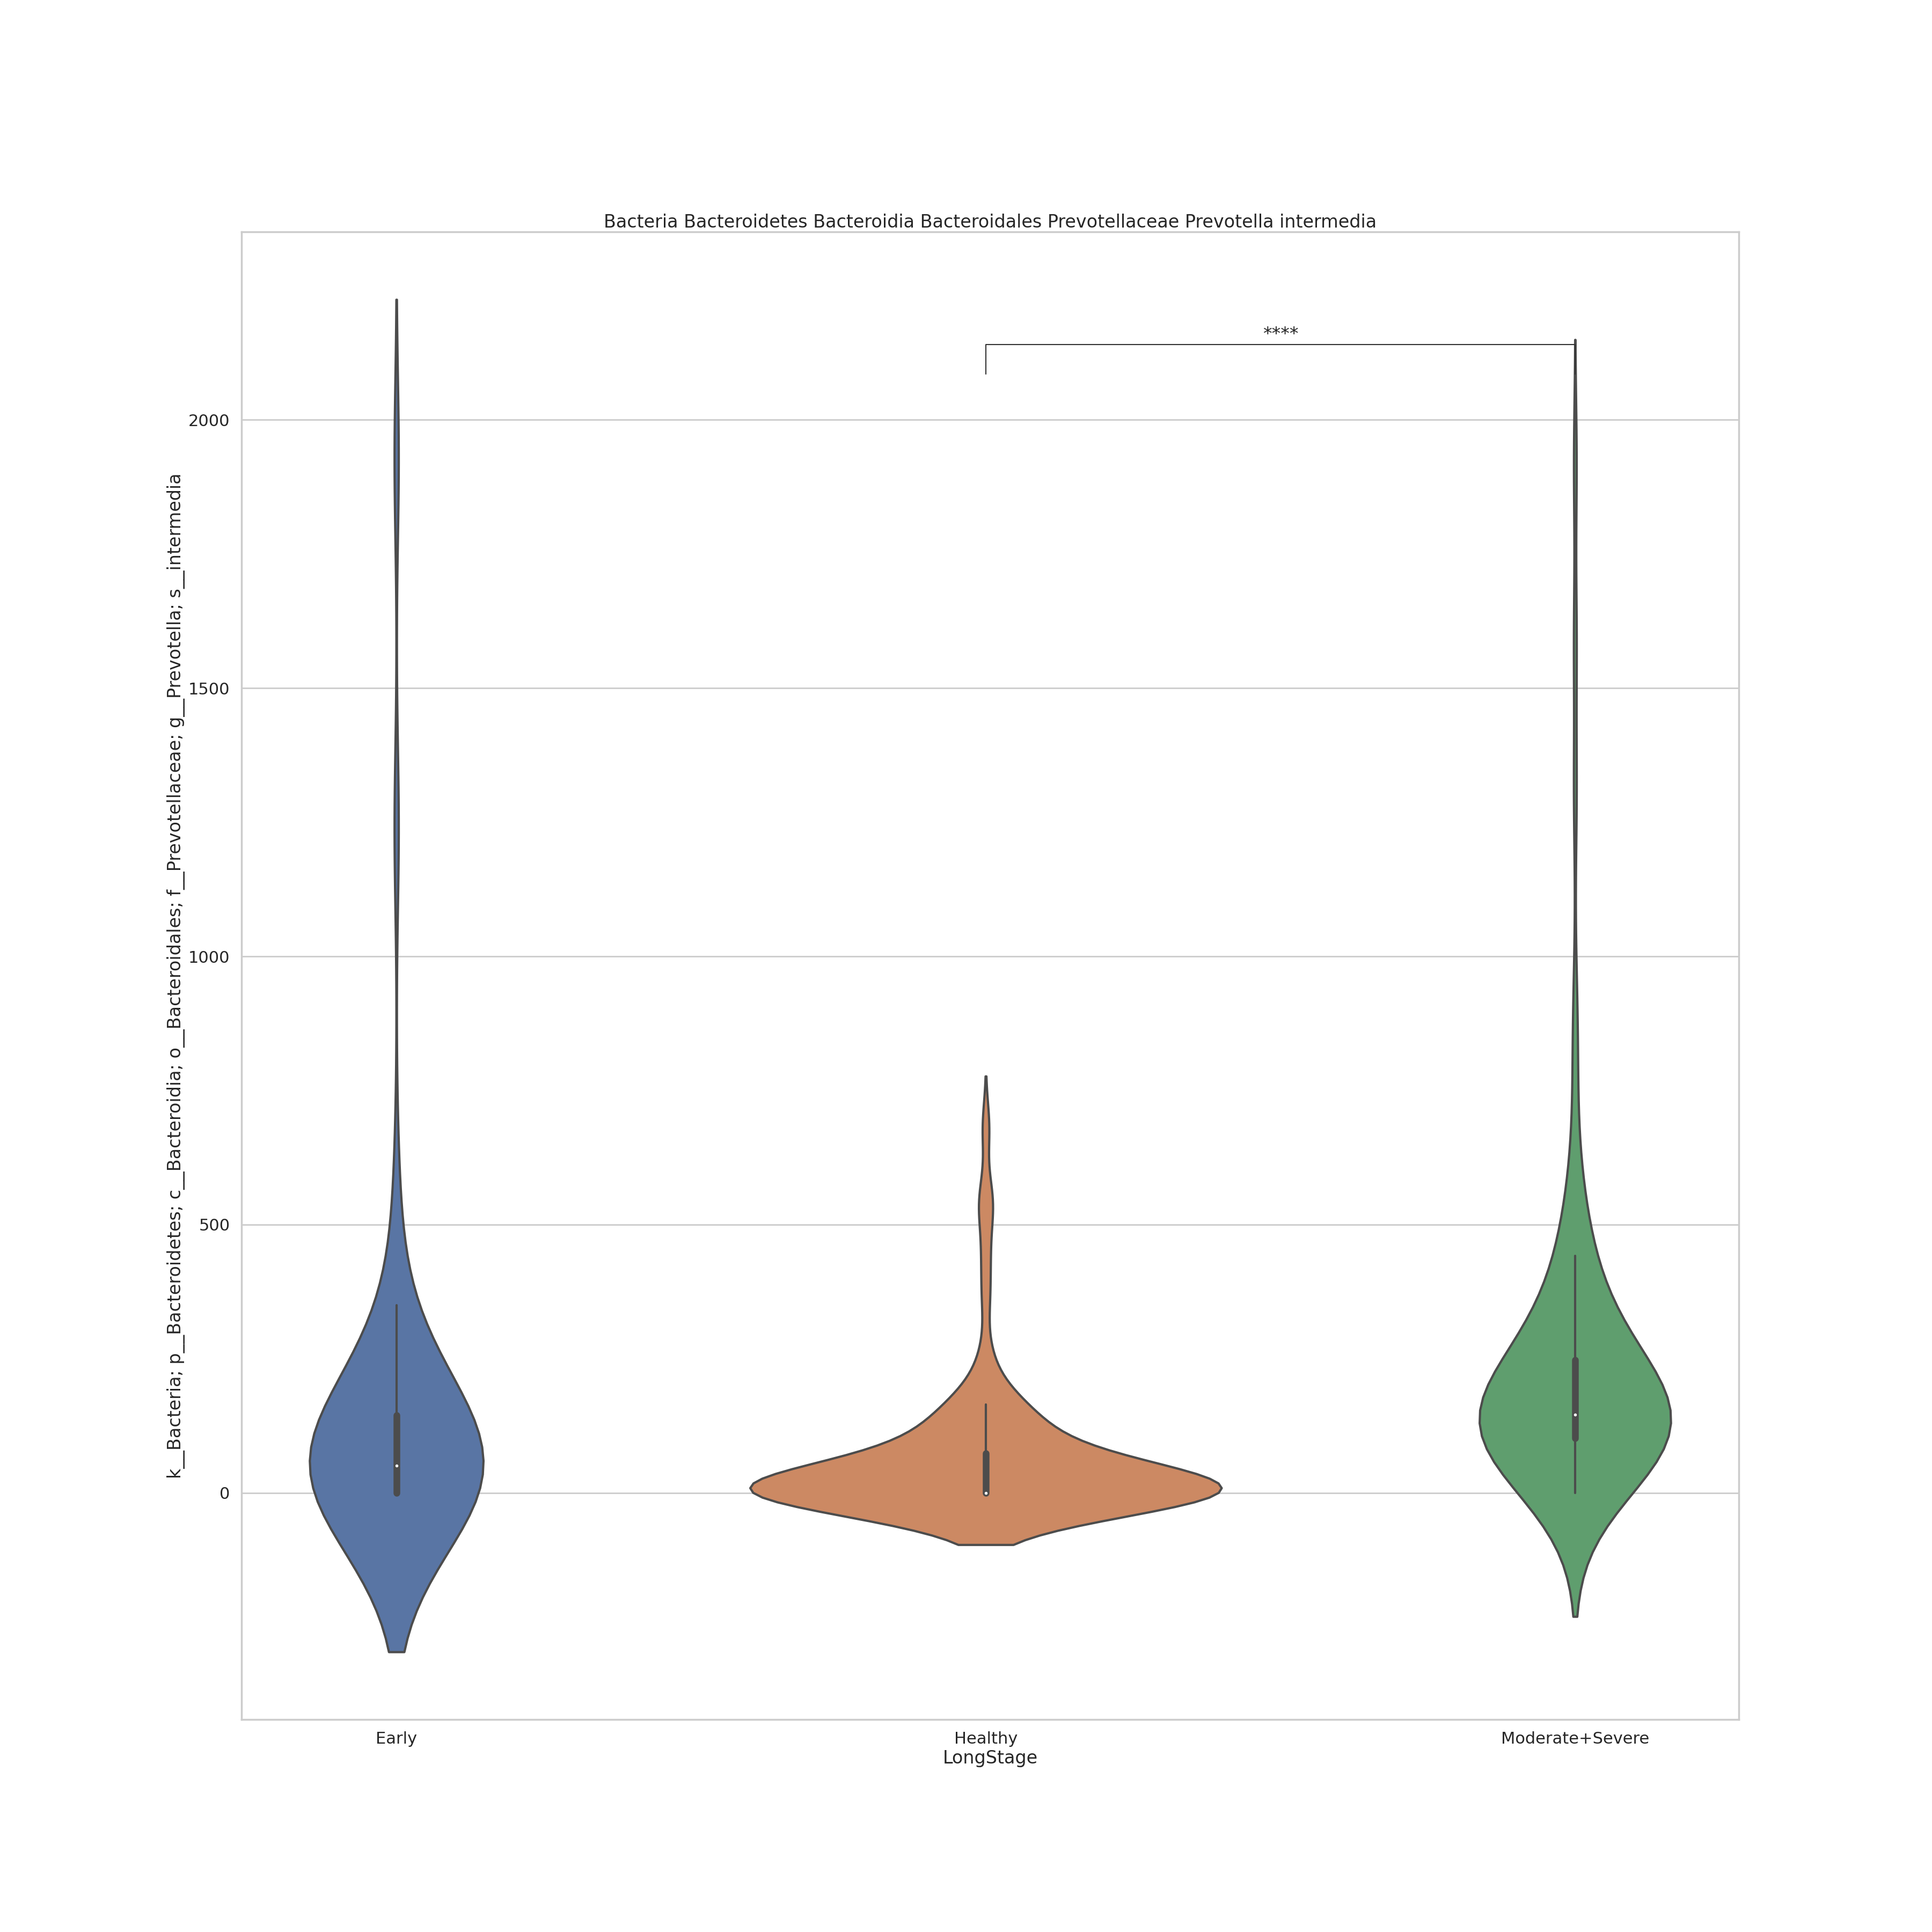 Bacteria Bacteroidetes Bacteroidia Bacteroidales Prevotellaceae Prevotella intermedia
****
k__Bacteria; p__Bacteroidetes; c__Bacteroidia; o__Bacteroidales; f__Prevotellaceae; g__Prevotella; s__intermedia
2000
1500
1000
500
0
Early Healthy Moderate+Severe
LongStage